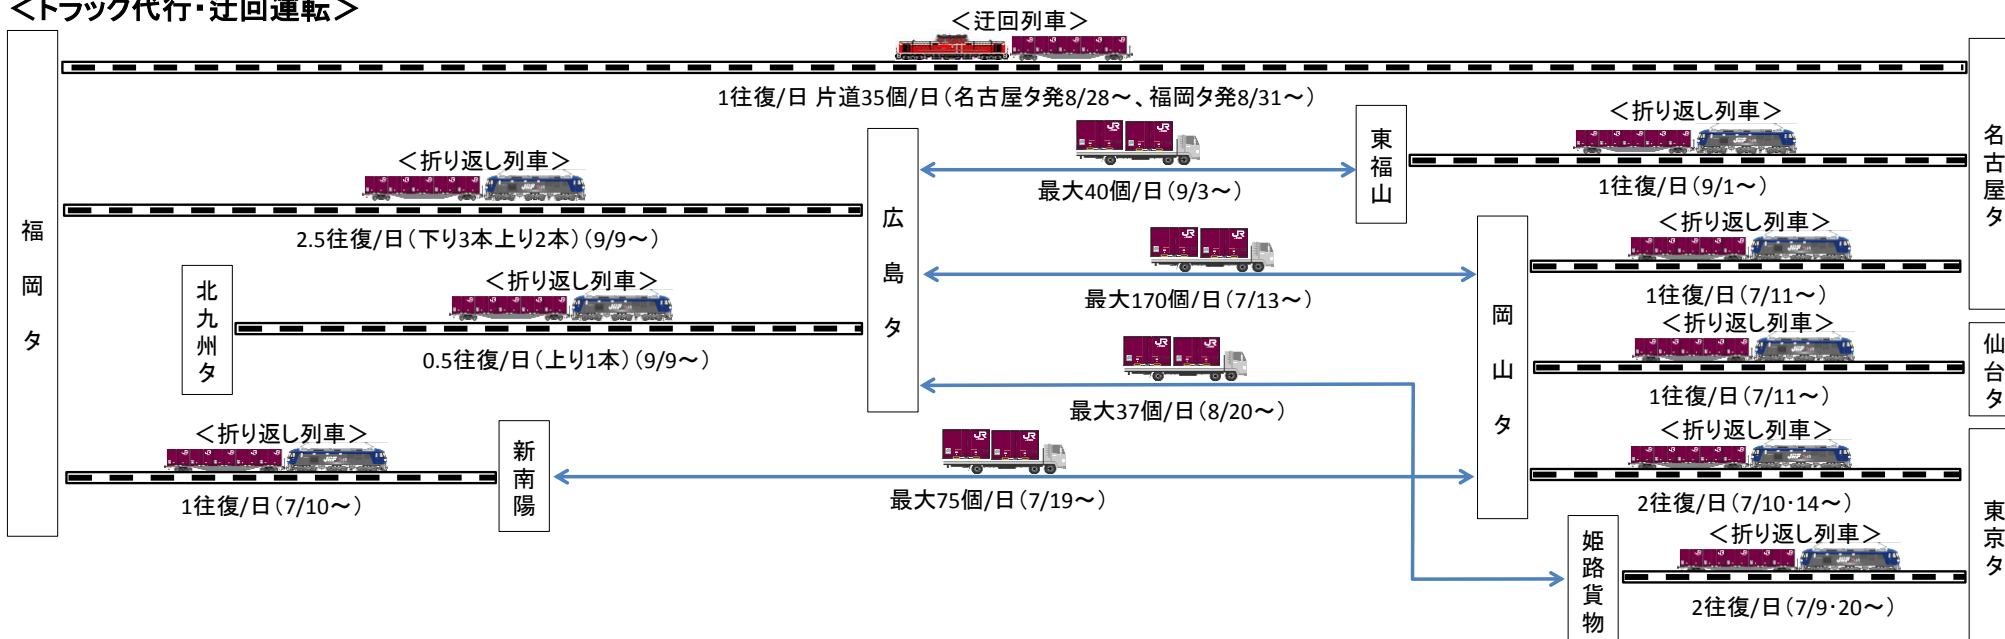 ＜トラック代行・迂回運転＞
＜迂回列車＞
1往復/日 片道35個/日（名古屋タ発8/28～、福岡タ発8/31～）
福岡タ
名古屋タ
＜折り返し列車＞
2.5往復/日（下り3本上り2本）（9/9～）
広島タ
最大40個/日（9/3～）
東福山
＜折り返し列車＞
1往復/日（9/1～）
北九州タ
＜折り返し列車＞
0.5往復/日（上り1本）（9/9～）
最大170個/日（7/13～）
岡山タ
＜折り返し列車＞
1往復/日（7/11～）
＜折り返し列車＞
1往復/日（7/11～）
仙台タ
最大37個/日（8/20～）
＜折り返し列車＞
1往復/日（7/10～）
新南陽
最大75個/日（7/19～）
＜折り返し列車＞
2往復/日（7/10・14～）
東京タ
姫路貨物
＜折り返し列車＞
2往復/日（7/9・20～）